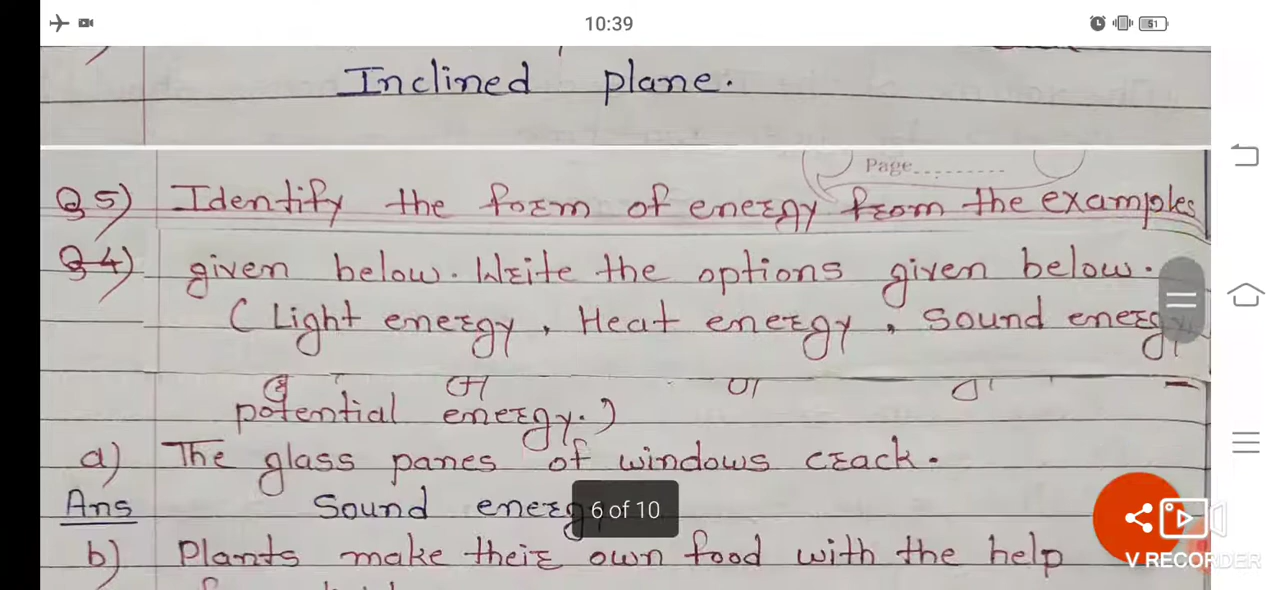 10:39
51
Inclined plane.
Page..........
Q5) Identify the form of energy from the examples
Q4) given below. Write the options given below.
(Light energy, Heat energy, Sound energy,
potential energy.)
a) The glass panes of windows crack.
Ans Sound energy
6 of 10
b) Plants make their own food with the help
V RECORDER